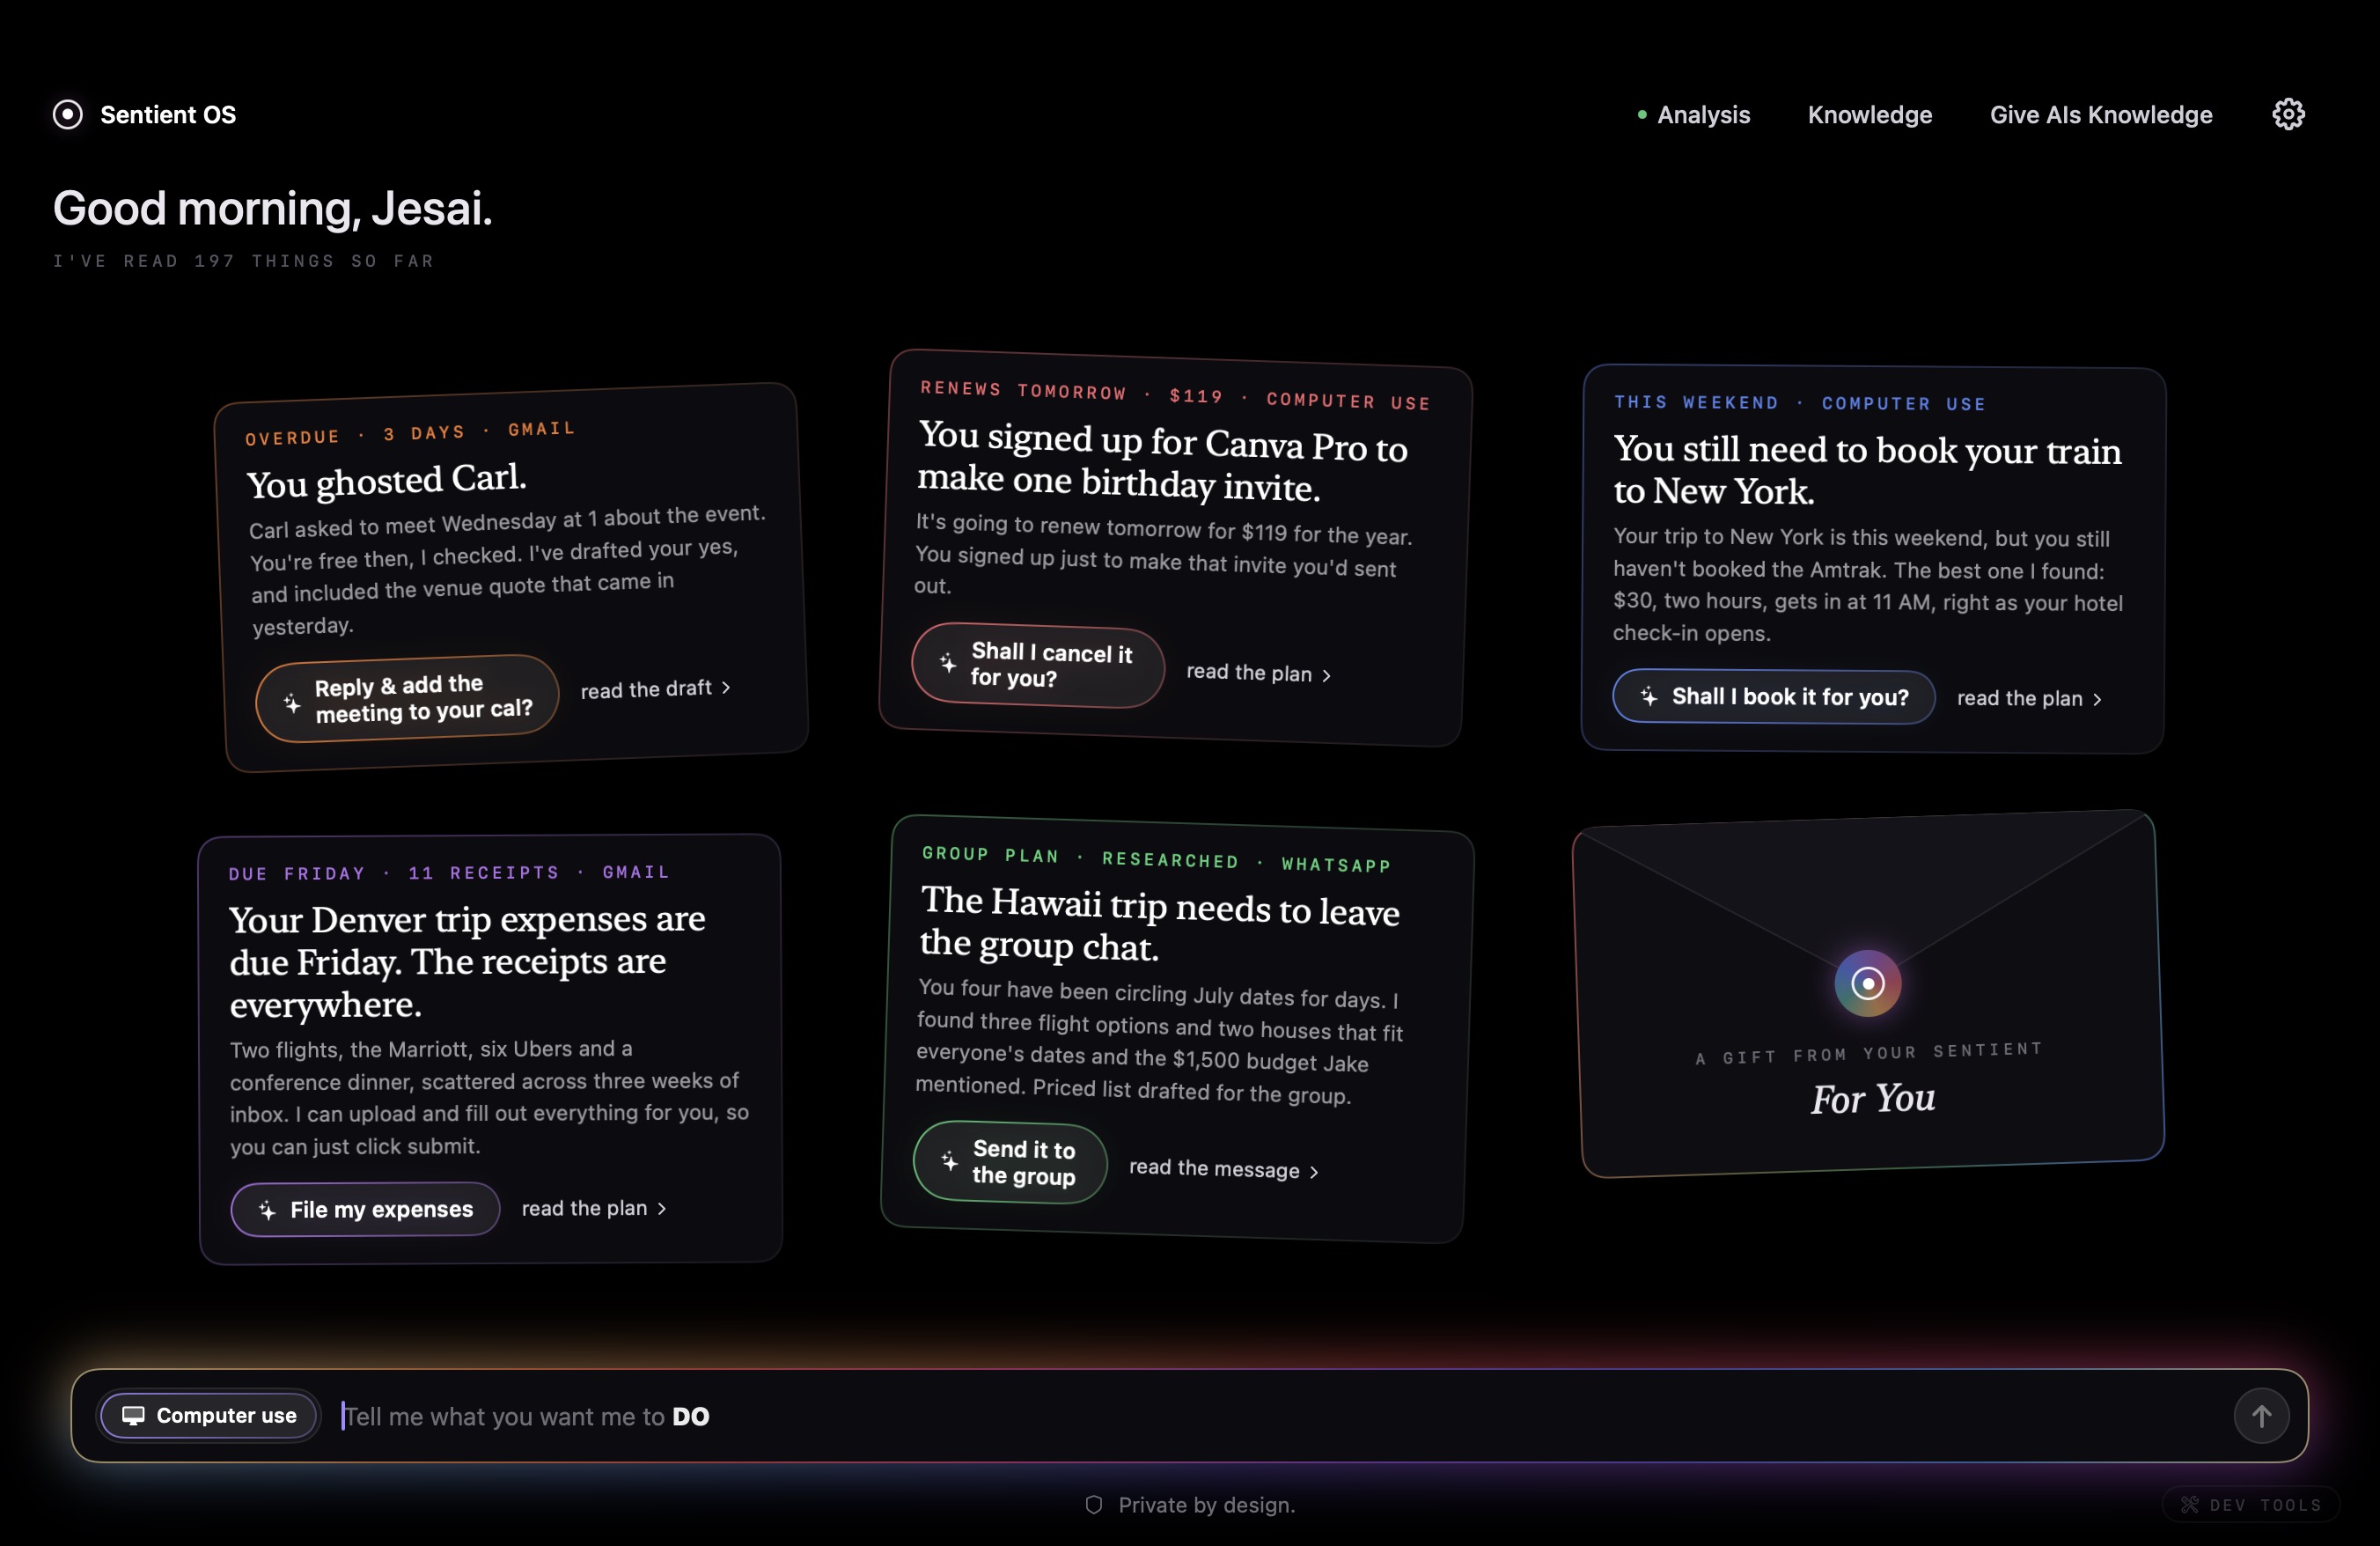 Sentient OS
Analysis
Knowledge
Give AIs Knowledge
Good morning, Jesai.
I'VE READ 197 THINGS SO FAR
OVERDUE · 3 DAYS · GMAIL
You ghosted Carl.
Carl asked to meet Wednesday at 1 about the event.
You're free then, I checked. I've drafted your yes,
and included the venue quote that came in
yesterday.
Reply & add the
meeting to your cal?
read the draft
RENEWS TOMORROW · $119 · COMPUTER USE
You signed up for Canva Pro to
make one birthday invite.
It's going to renew tomorrow for $119 for the year.
You signed up just to make that invite you'd sent
out.
Shall I cancel it
for you?
read the plan
THIS WEEKEND · COMPUTER USE
You still need to book your train
to New York.
Your trip to New York is this weekend, but you still
haven't booked the Amtrak. The best one I found:
$30, two hours, gets in at 11 AM, right as your hotel
check-in opens.
Shall I book it for you?
read the plan
DUE FRIDAY · 11 RECEIPTS · GMAIL
Your Denver trip expenses are
due Friday. The receipts are
everywhere.
Two flights, the Marriott, six Ubers and a
conference dinner, scattered across three weeks of
inbox. I can upload and fill out everything for you, so
you can just click submit.
File my expenses
read the plan
GROUP PLAN · RESEARCHED · WHATSAPP
The Hawaii trip needs to leave
the group chat.
You four have been circling July dates for days. I
found three flight options and two houses that fit
everyone's dates and the $1,500 budget Jake
mentioned. Priced list drafted for the group.
Send it to
the group
read the message
A GIFT FROM YOUR SENTIENT
For You
Computer use
Tell me what you want me to DO
Private by design.
DEV TOOLS